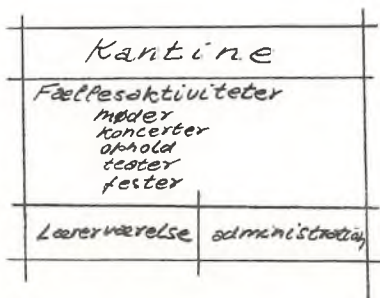 Kantine
Fællesaktiviteter
møder
koncerter
ophold
teater
fester
Lærerværelse administration